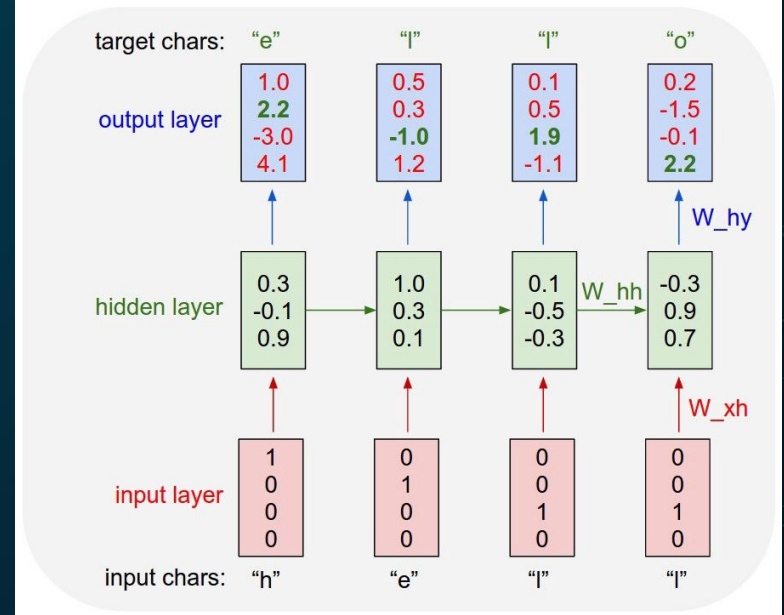 target chars: “e” “l” “l” “o”
1.0 0.5 0.1 0.2
2.2 0.3 0.5 -1.5
output layer
-3.0 -1.0 1.9 -0.1
4.1 1.2 -1.1 2.2
W_hy
0.3 1.0 0.1 W_hh -0.3
hidden layer -0.1 0.3 -0.5 0.9
0.9 0.1 -0.3 0.7
W_xh
1 0 0 0
0 1 0 0
input layer
0 0 1 1
0 0 0 0
input chars: “h” “e” “l” “l”